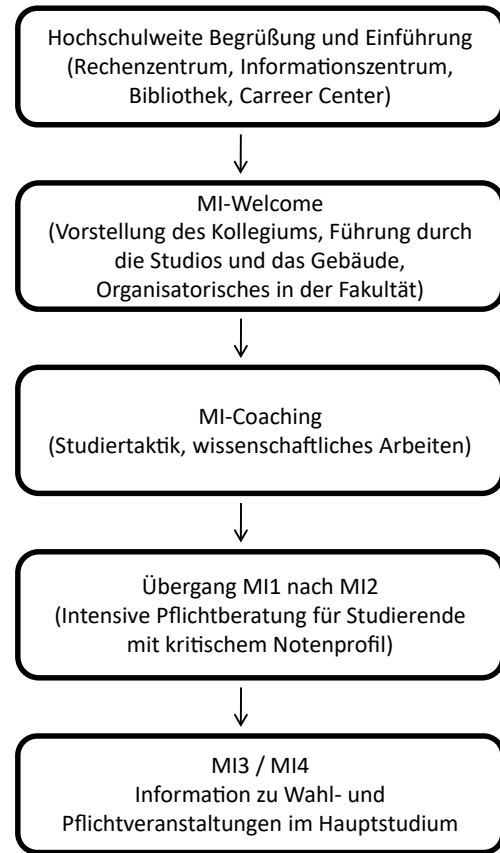 Hochschulweite Begrüßung und Einführung
(Rechenzentrum, Informationszentrum,
Bibliothek, Carreer Center)
MI-Welcome
(Vorstellung des Kollegiums, Führung durch
die Studios und das Gebäude,
Organisatorisches in der Fakultät)
MI-Coaching
(Studiertaktik, wissenschaftliches Arbeiten)
Übergang MI1 nach MI2
(Intensive Pflichtberatung für Studierende
mit kritischem Notenprofil)
MI3 / MI4
Information zu Wahl- und
Pflichtveranstaltungen im Hauptstudium